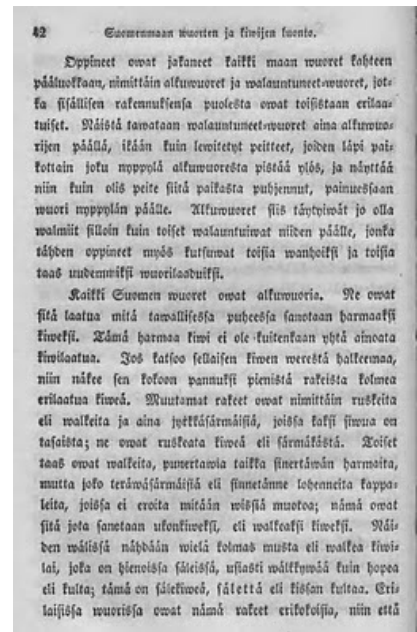 42 Suomenmaan wuorten ja kiwijen luonto.
Oppineet owat jakaneet kaikki maan wuoret kahteen
pääluokkaan, nimittäin alkuwuoret ja walauntuneet-wuoret, jot-
ka sisällisen rakennuksensa puolesta owat toisistaan erilaa-
tuiset. Näistä tawataan walauntuneet-wuoret aina alkuwuo-
rijen päällä, ikään kuin lewitetyt peitteet, joiden läpi pai-
kottain joku nyppylä alkuwuoresta pistää ylös, ja näyttää
niin kuin olis peite siitä paikasta puhjennut, painuessaan
wuori nyppylän päälle. Alkuwuoret siis täytyiwät jo olla
walmiit silloin kuin toiset walauntuiwat niiden päälle, jonka
tähden oppineet myös kutsuwat toisia wanhoiksi ja toisia
taas uudemmiksi wuorilaaduiksi.
Kaikki Suomen wuoret owat alkuwuoria. Ne owat
sitä laatua mitä tawallisessa puheessa sanotaan harmaaksi
kiweksi. Tämä harmaa kiwi ei ole kuitenkaan yhtä ainoata
kiwilaatua. Jos katsoo sellaisen kiwen werestä halkeamaa,
niin näkee sen kokoon pannuksi pienistä rakeista kolmea
erilaatua kiweä. Muutamat rakeet owat nimittäin ruskeita
eli walkeita ja aina jyrkkäsärmäisiä, joissa kaksi siwua on
tasaista; ne owat ruskeata kiweä eli särmäkästä. Toiset
taas owat walkeita, punertawia taikka sinertäwän harmaita,
mutta joko teräwäsärmäisiä eli sinnetänne lohenneita kappa-
leita, joissa ei eroita mitään wissiä muotoa; nämä owat
sitä jota sanotaan ukonkiweksi, eli walkoaksi kiweksi. Näi-
den wälissä nähdään wielä kolmas musta eli walkea kiwi-
lai, joka on hienoissa säleissä, usiasti wälkkywää kuin hopea
eli kulta; tämä on sälekiweä, sälettä eli kissan kultaa. Eri-
laisissa wuorissa owat nämä rakeet erikokoisia, niin että